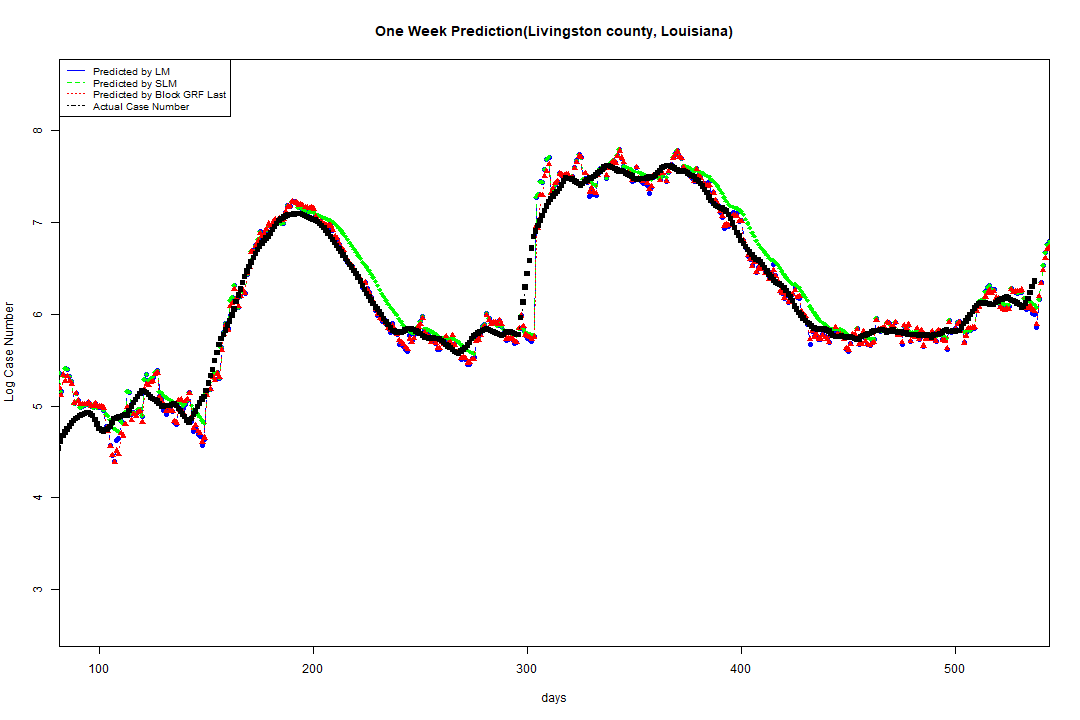 One Week Prediction(Livingston county, Louisiana)
Predicted by LM
Predicted by SLM
Predicted by Block GRF Last
Actual Case Number
8
7
6
5
4
3
Log Case Number
100 200 300 400 500
days